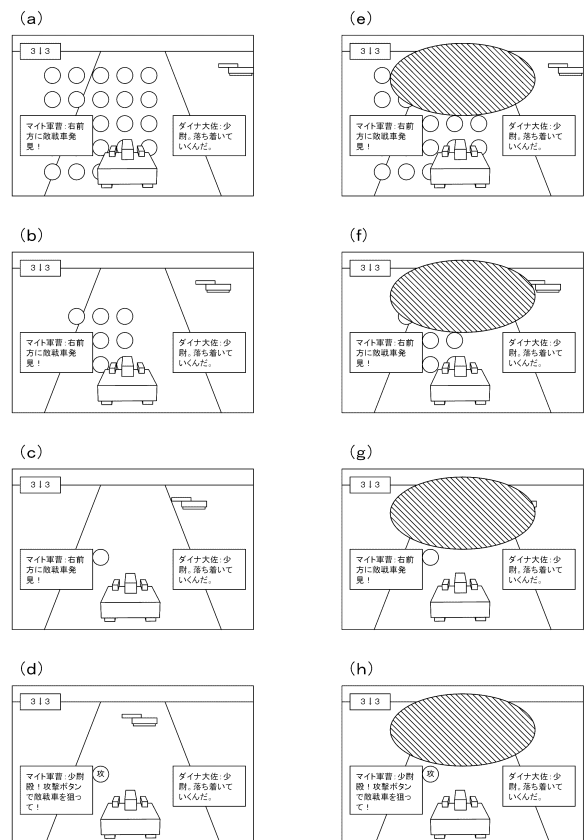 (a)
3↓3
マイト軍曹：右前
方に敵戦車発
見！
ダイナ大佐：少
尉。落ち着いて
いくんだ。
(e)
3↓3
マイト軍曹：右前
方に敵戦車発
見！
ダイナ大佐：少
尉。落ち着いて
いくんだ。
(b)
3↓3
マイト軍曹：右前
方に敵戦車発
見！
ダイナ大佐：少
尉。落ち着いて
いくんだ。
(f)
3↓3
マイト軍曹：右前
方に敵戦車発
見！
ダイナ大佐：少
尉。落ち着いて
いくんだ。
(c)
3↓3
マイト軍曹：右前
方に敵戦車発
見！
ダイナ大佐：少
尉。落ち着いて
いくんだ。
(g)
3↓3
マイト軍曹：右前
方に敵戦車発
見！
ダイナ大佐：少
尉。落ち着いて
いくんだ。
(d)
3↓3
マイト軍曹：少尉
殿！攻撃ボタン
で敵戦車を狙っ
て！
攻
ダイナ大佐：少
尉。落ち着いて
いくんだ。
(h)
3↓3
マイト軍曹：少尉
殿！攻撃ボタン
で敵戦車を狙っ
て！
攻
ダイナ大佐：少
尉。落ち着いて
いくんだ。